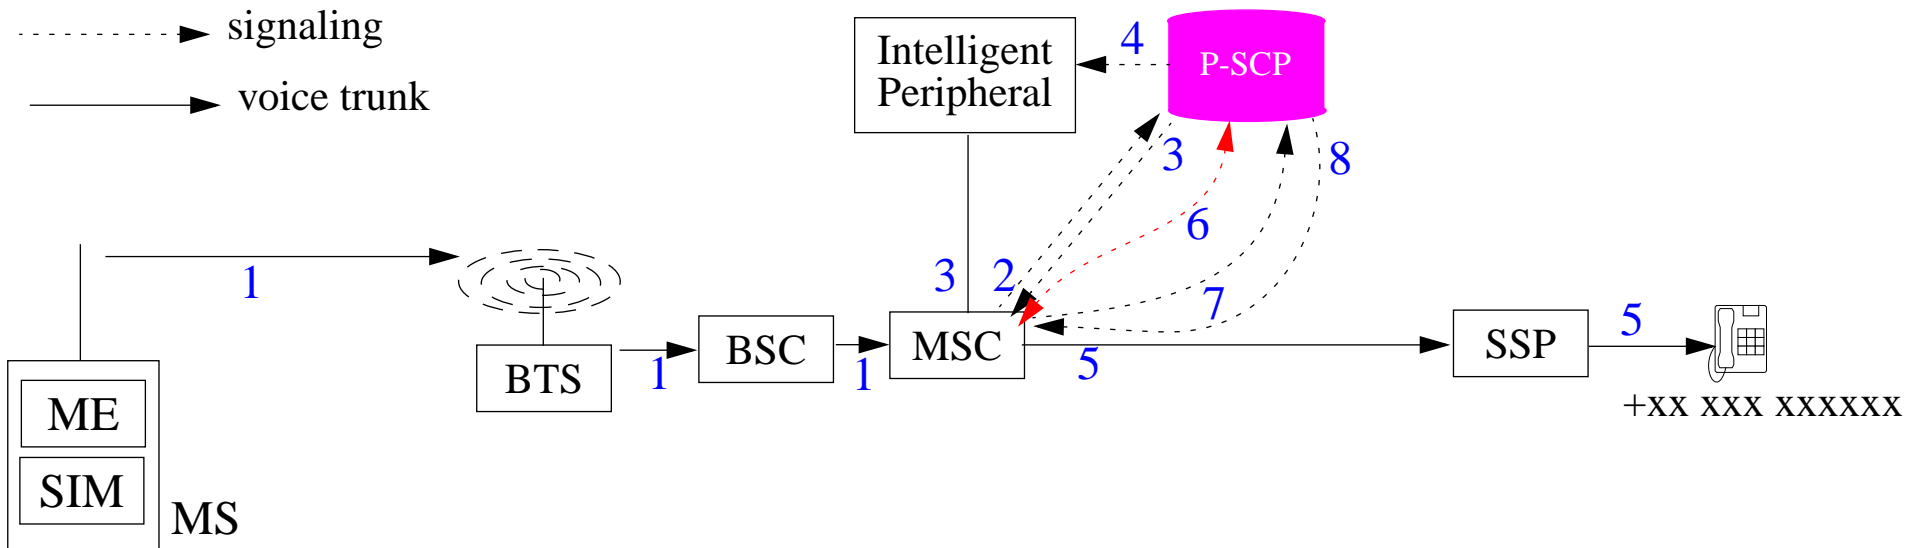 signaling
voice trunk
Intelligent
Peripheral
4
P-SCP
3
8
6
1
3
2
7
5
BTS
1
BSC
1
MSC
5
SSP
+xx xxx xxxxxx
ME
SIM
MS